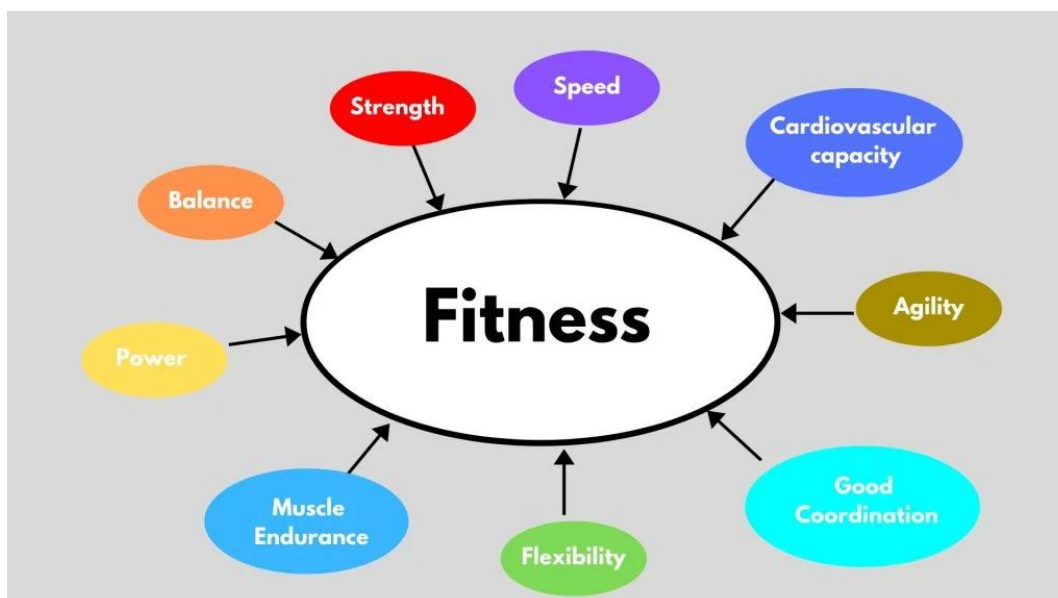 Speed
Strength
Cardiovascular
capacity
Balance
Agility
Fitness
Power
Good
Coordination
Muscle
Endurance
Flexibility